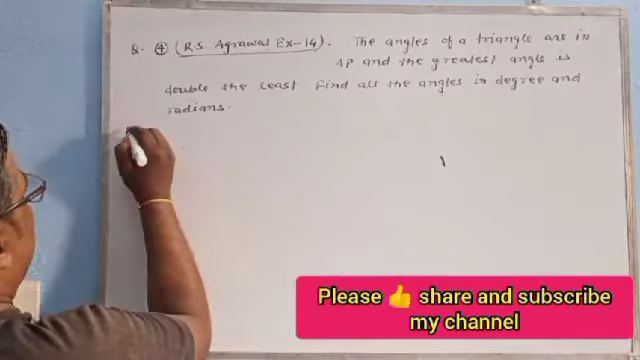 Q. ④ (R.S. Agrawal Ex-14). The angles of a triangle are in
AP and the greatest angle is
double the least Find all the angles in degree and
radians.
Please 👍 share and subscribe
my channel